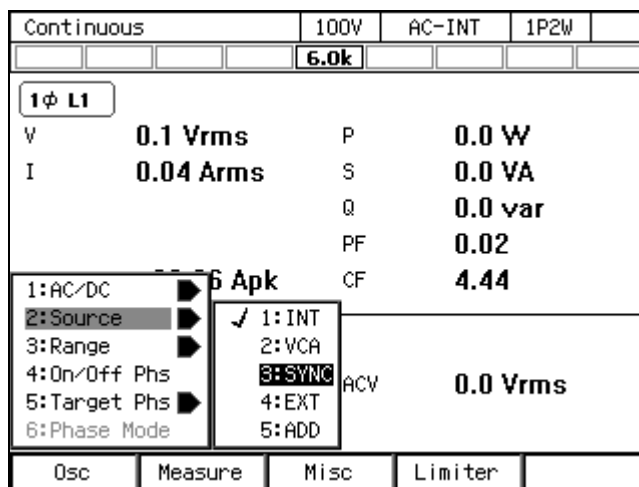 Continuous 100V AC-INT 1P2W
6.0k
1ϕ L1
V 0.1 Vrms P 0.0 W
I 0.04 Arms S 0.0 VA
Q 0.0 var
PF 0.02
6 Apk CF 4.44
1:AC/DC
2:Source ✓ 1:INT
3:Range 2:VCA
4:On/Off Phs 3:SYNC ACV 0.0 Vrms
5:Target Phs 4:EXT
6:Phase Mode 5:ADD
Osc Measure Misc Limiter